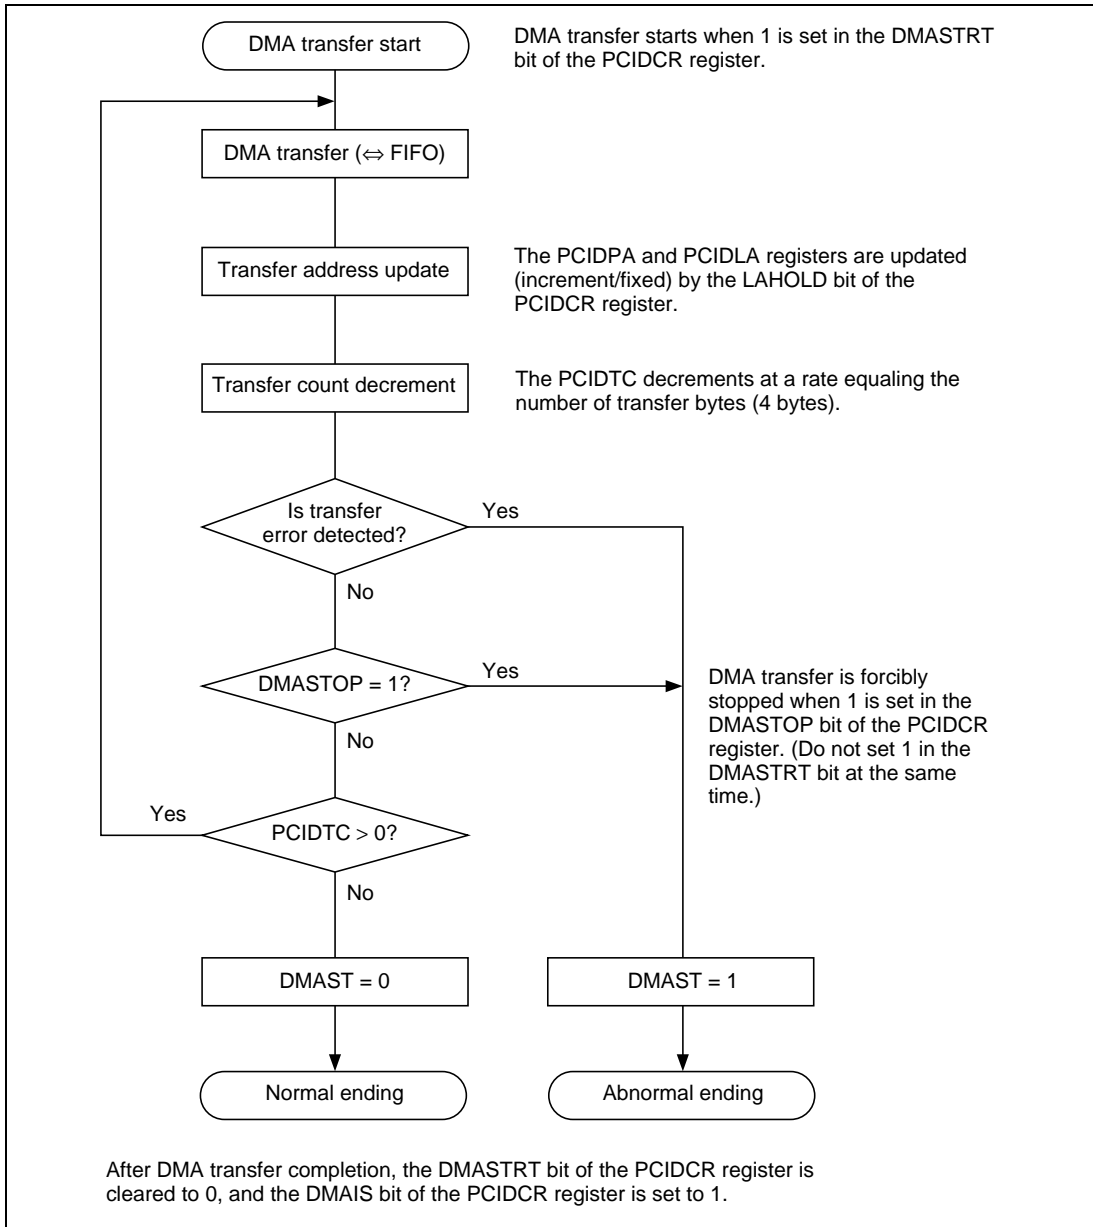 DMA transfer start
DMA transfer starts when 1 is set in the DMASTRT
bit of the PCIDCR register.
DMA transfer (⇔ FIFO)
Transfer address update
The PCIDPA and PCIDLA registers are updated
(increment/fixed) by the LAHOLD bit of the
PCIDCR register.
Transfer count decrement
The PCIDTC decrements at a rate equaling the
number of transfer bytes (4 bytes).
Is transfer
error detected?
Yes
No
DMASTOP = 1?
Yes
DMA transfer is forcibly
stopped when 1 is set in the
DMASTOP bit of the PCIDCR
register. (Do not set 1 in the
DMASTRT bit at the same
time.)
No
Yes
PCIDTC > 0?
No
DMAST = 0
DMAST = 1
Normal ending
Abnormal ending
After DMA transfer completion, the DMASTRT bit of the PCIDCR register is
cleared to 0, and the DMAIS bit of the PCIDCR register is set to 1.